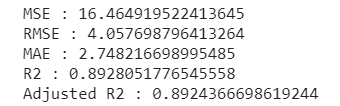 MSE : 16.464919522413645
RMSE : 4.057698796413264
MAE : 2.748216698995485
R2 : 0.8928051776545558
Adjusted R2 : 0.8924366698619244